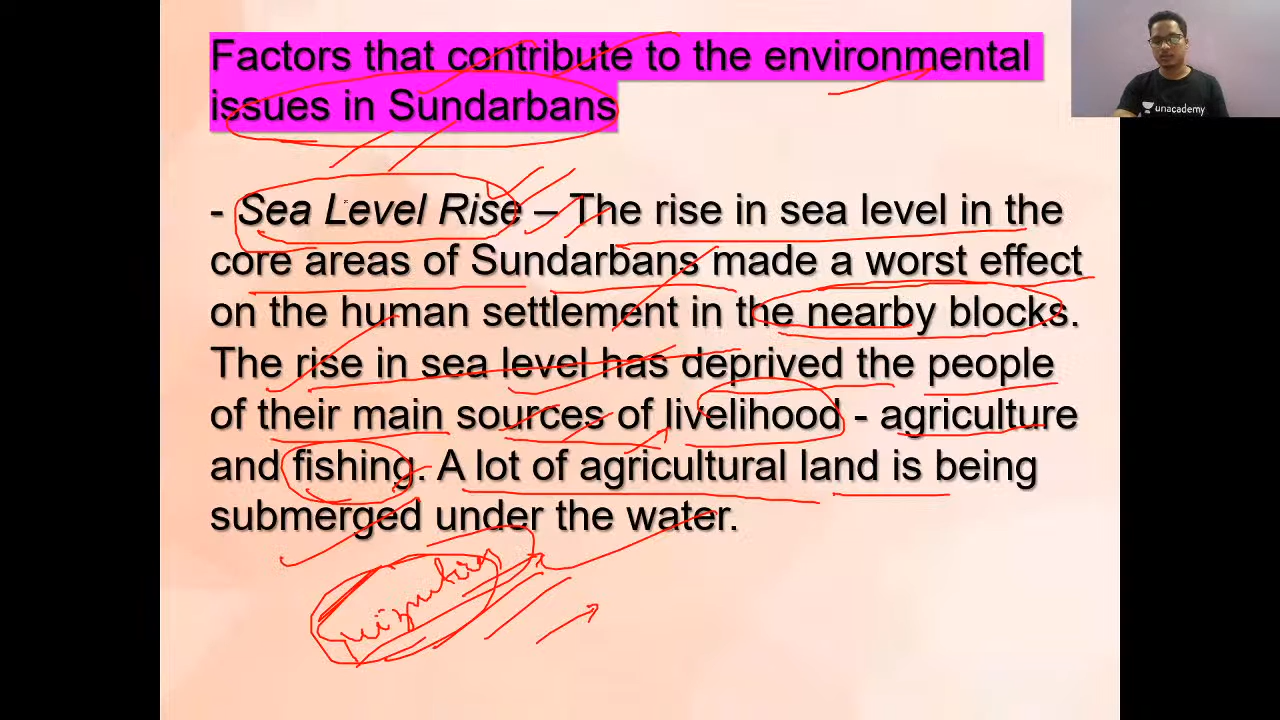 Factors that contribute to the environmental
issues in Sundarbans
unacademy
- Sea Level Rise – The rise in sea level in the
core areas of Sundarbans made a worst effect
on the human settlement in the nearby blocks.
The rise in sea level has deprived the people
of their main sources of livelihood - agriculture
and fishing. A lot of agricultural land is being
submerged under the water.